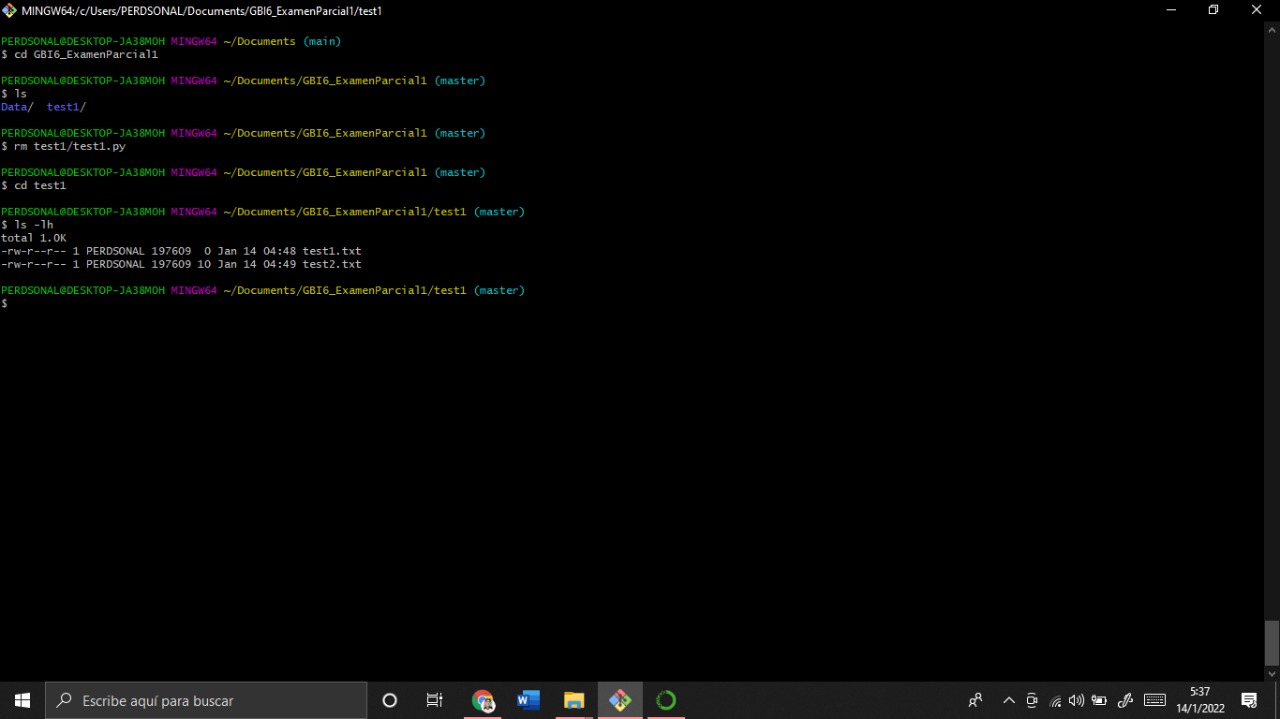 MINGW64:/c/Users/PERDSONAL/Documents/GBI6_ExamenParcial1/test1
PERDSONAL@DESKTOP-JA38MOH MINGW64 ~/Documents (main)
$ cd GBI6_ExamenParcial1
PERDSONAL@DESKTOP-JA38MOH MINGW64 ~/Documents/GBI6_ExamenParcial1 (master)
$ ls
Data/  test1/
PERDSONAL@DESKTOP-JA38MOH MINGW64 ~/Documents/GBI6_ExamenParcial1 (master)
$ rm test1/test1.py
PERDSONAL@DESKTOP-JA38MOH MINGW64 ~/Documents/GBI6_ExamenParcial1 (master)
$ cd test1
PERDSONAL@DESKTOP-JA38MOH MINGW64 ~/Documents/GBI6_ExamenParcial1/test1 (master)
$ ls -lh
total 1.0K
-rw-r--r-- 1 PERDSONAL 197609  0 Jan 14 04:48 test1.txt
-rw-r--r-- 1 PERDSONAL 197609 10 Jan 14 04:49 test2.txt
PERDSONAL@DESKTOP-JA38MOH MINGW64 ~/Documents/GBI6_ExamenParcial1/test1 (master)
$
Escribe aquí para buscar
5:37
14/1/2022